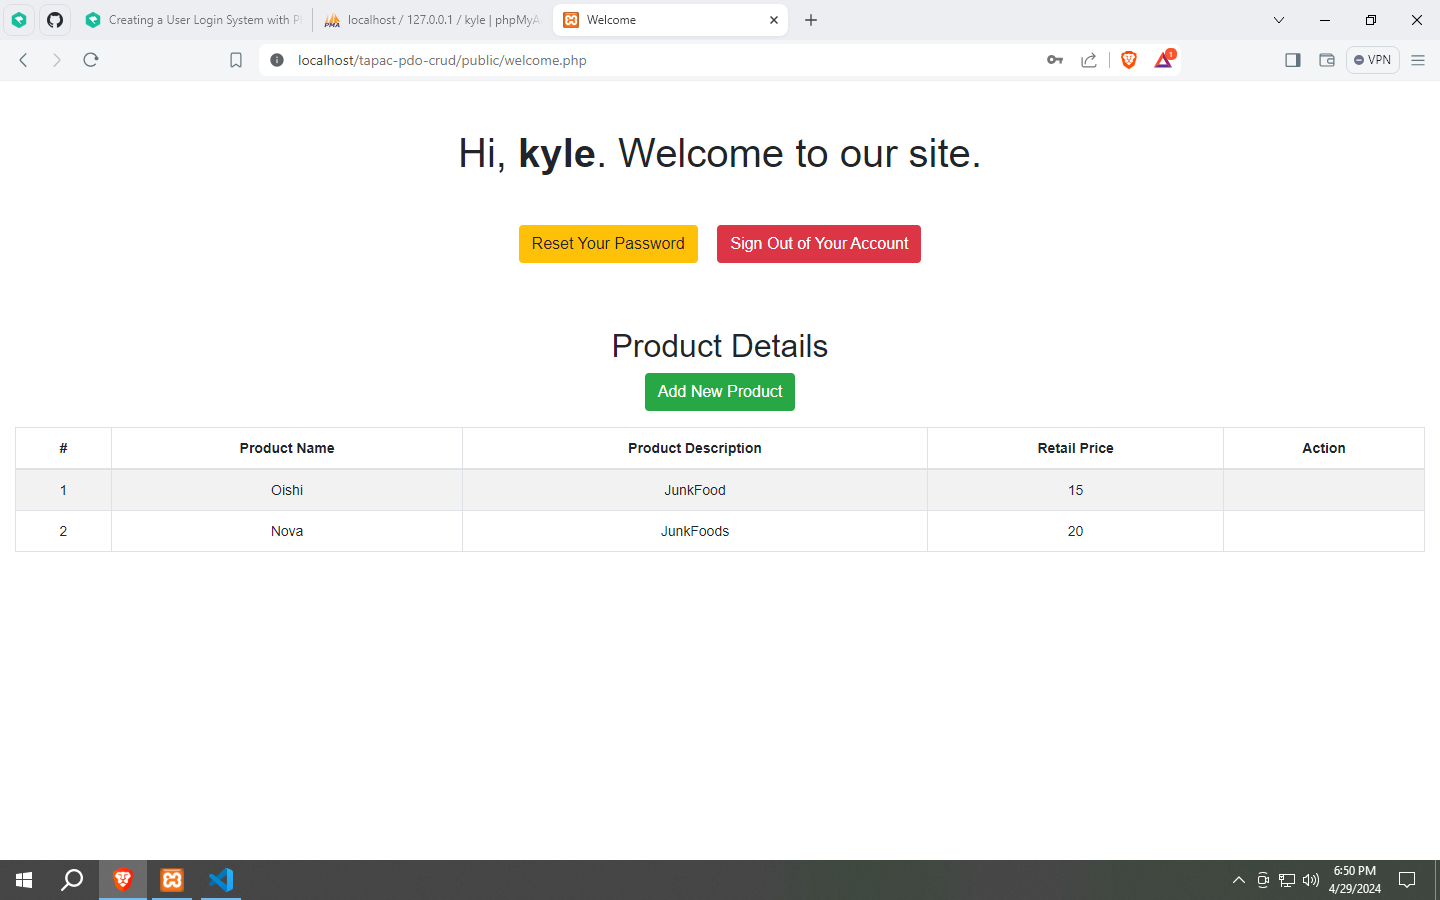 Creating a User Login System with P
localhost / 127.0.0.1 / kyle | phpMyA
Welcome
localhost/tapac-pdo-crud/public/welcome.php
1
VPN
Hi, kyle. Welcome to our site.
Reset Your Password Sign Out of Your Account
Product Details
Add New Product
# Product Name Product Description Retail Price Action
1 Oishi JunkFood 15
2 Nova JunkFoods 20
6:50 PM
4/29/2024